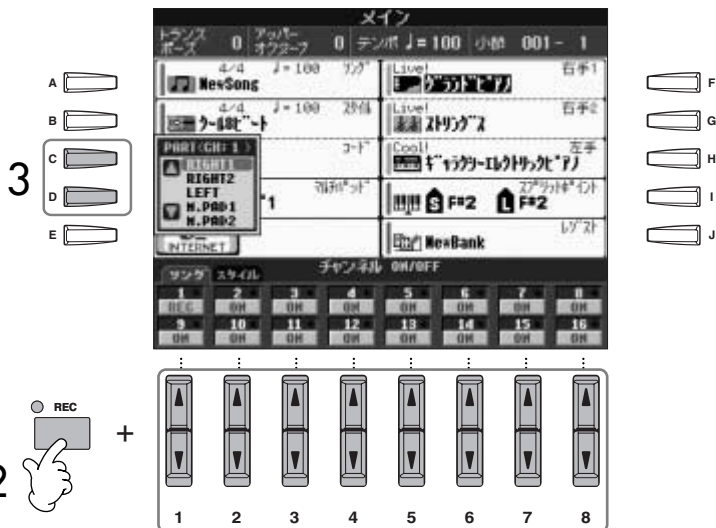 メイン
トランスポーズ 0 アッパーオクターブ 0 テンポ ♩= 100 小節 001 - 1
4/4 ♩= 100 ソング
NewSong
Live! 右手1
グランドピアノ
4/4 ♩= 100 スタイル
クール8ビート
Live! 右手2
ストリングス
コード
Cool! 左手
ギャラクシーエレクトリックピアノ
PART(CH: 1 )
RIGHT1
RIGHT2
LEFT
M.PAD1
M.PAD2
マルチパッド
1
スプリットポイント
S F#2 L F#2
INTERNET
レジスト
NewBank
ソング スタイル チャンネル ON/OFF
1 2 3 4 5 6 7 8
REC ON ON ON ON ON ON ON
9 10 11 12 13 14 15 16
ON ON ON ON ON ON ON ON
A
B
C
D
E
3
F
G
H
I
J
REC
+
2
1 2 3 4 5 6 7 8